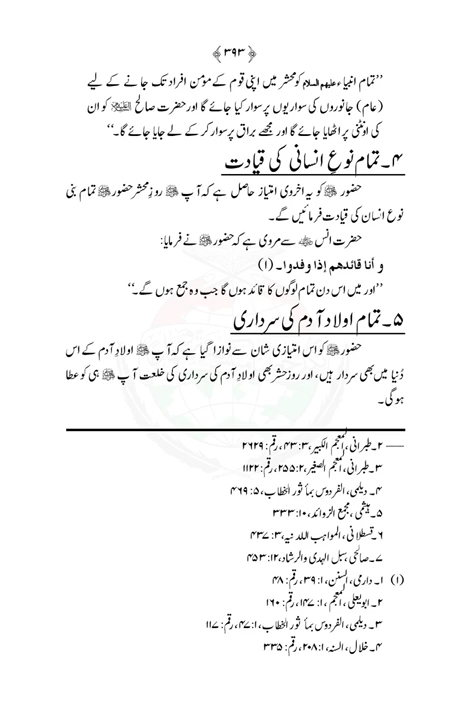 ﴿۳۹۳﴾
’’تمام انبیاء علیھم السلام کو محشر میں اپنی قوم کے مؤمن افراد تک جانے کے لیے
(عام) جانوروں کی سواریوں پر سوار کیا جائے گا اور حضرت صالح علیہ السلام کو ان
کی اونٹنی پر اٹھایا جائے گا اور مجھے براق پر سوار کر کے لے جایا جائے گا۔‘‘
۴۔ تمام نوعِ انسانی کی قیادت
حضور ﷺ کو یہ اخروی امتیاز حاصل ہے کہ آپ ﷺ روزِ محشر حضور ﷺ تمام بنی
نوع انسان کی قیادت فرمائیں گے۔
حضرت انس رضی اللہ عنہ سے مروی ہے کہ حضور ﷺ نے فرمایا:
و أنا قائدهم إذا وفدوا۔ (۱)
’’اور میں اس دن تمام لوگوں کا قائد ہوں گا جب وہ جمع ہوں گے۔‘‘
۵۔ تمام اولادِ آدم کی سرداری
حضور ﷺ کو اس امتیازی شان سے نوازا گیا ہے کہ آپ ﷺ اولادِ آدم کے اس
دُنیا میں بھی سردار ہیں، اور روزِ حشر بھی اولادِ آدم کی سرداری کی خلعت آپ ﷺ ہی کو عطا
ہوگی۔
۲۔ طبرانی، المعجم الکبیر، ۳: ۴۳، رقم: ۲۶۲۹
۳۔ طبرانی، المعجم الصغیر، ۲: ۲۵۵، رقم: ۱۱۲۲
۴۔ دیلمی، الفردوس بمأثور الخطاب، ۵: ۴۶۹
۵۔ ہیثمی، مجمع الزوائد، ۱۰: ۳۳۳
۶۔ قسطلانی، المواہب اللدنیہ، ۳: ۴۳۷
۷۔ صالحی، سبل الہدی والرشاد، ۱۲: ۴۵۳
(۱) ۱۔ دارمی، السنن، ۱: ۳۹، رقم: ۴۸
۲۔ ابویعلی، المعجم، ۱: ۱۴۷، رقم: ۱۶۰
۳۔ دیلمی، الفردوس بمأثور الخطاب، ۱: ۴۷، رقم: ۱۱۷
۴۔ خلال، السنہ، ۱: ۲۰۸، رقم: ۲۳۵